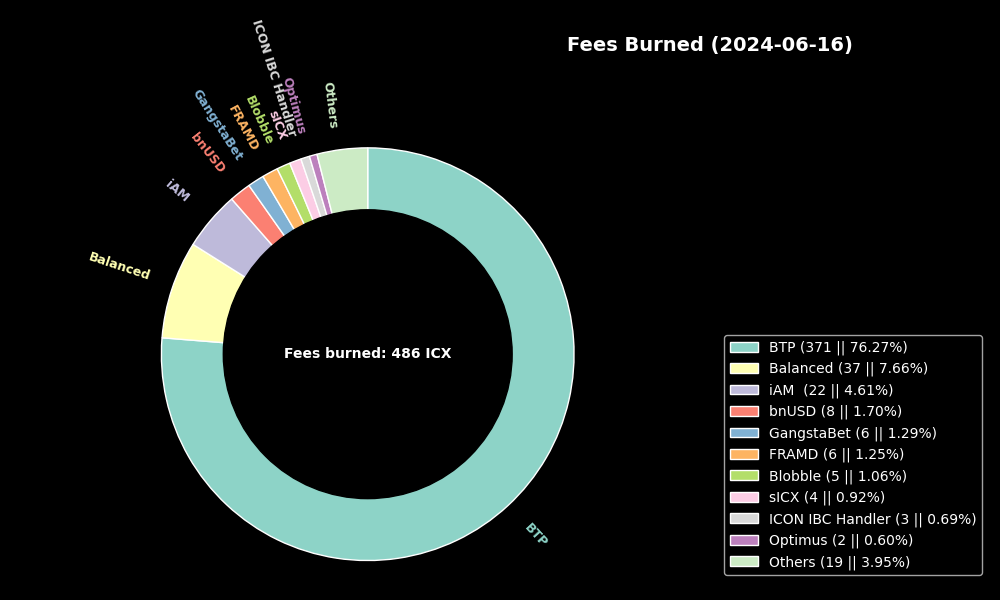 Fees Burned (2024-06-16)
ICON IBC Handler
Optimus
Others
GangstaBet
FRAMD
Blobble
sICX
bnUSD
iAM
Balanced
Fees burned: 486 ICX
BTP
BTP (371 || 76.27%)
Balanced (37 || 7.66%)
iAM  (22 || 4.61%)
bnUSD (8 || 1.70%)
GangstaBet (6 || 1.29%)
FRAMD (6 || 1.25%)
Blobble (5 || 1.06%)
sICX (4 || 0.92%)
ICON IBC Handler (3 || 0.69%)
Optimus (2 || 0.60%)
Others (19 || 3.95%)